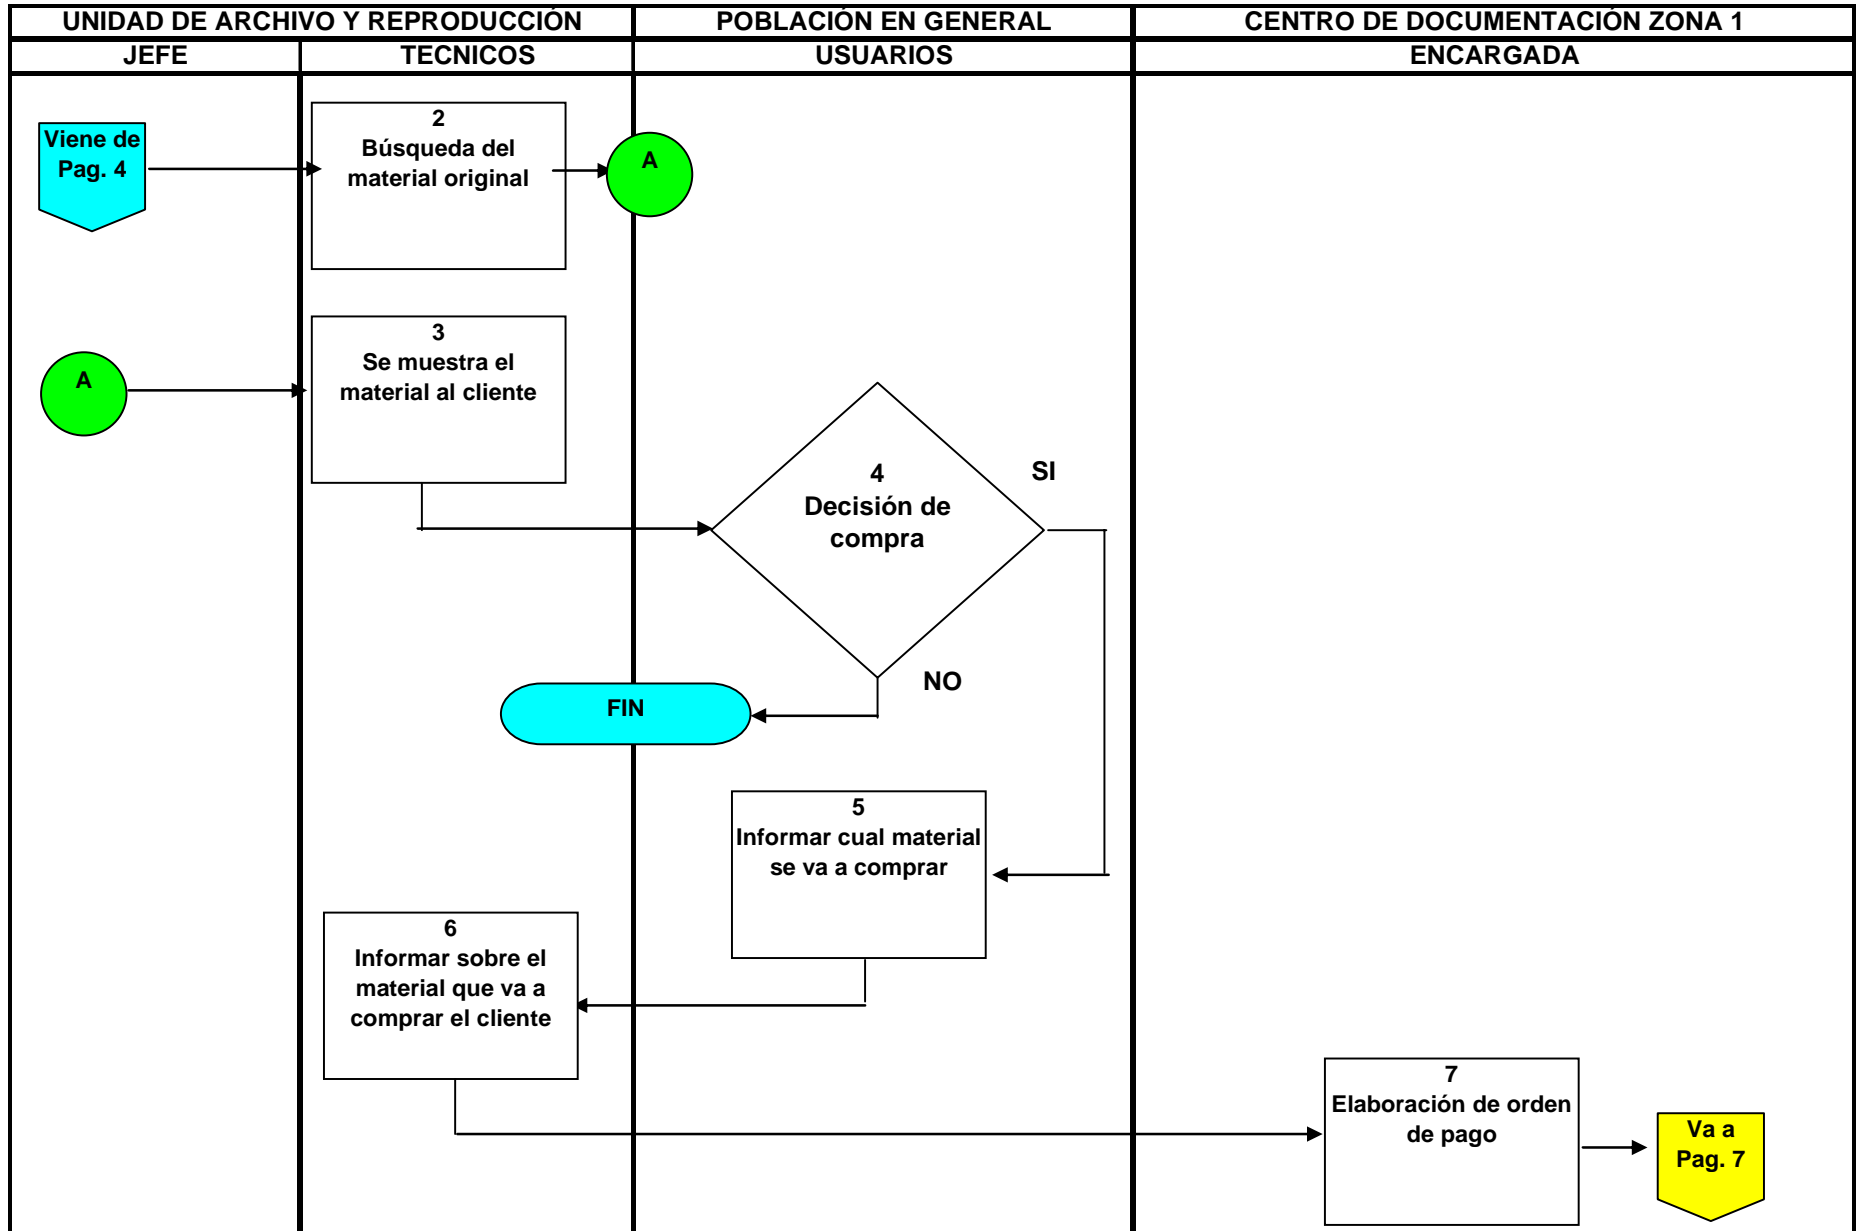 UNIDAD DE ARCHIVO Y REPRODUCCIÓN
POBLACIÓN EN GENERAL
CENTRO DE DOCUMENTACIÓN ZONA 1
JEFE
TECNICOS
USUARIOS
ENCARGADA
Viene de
Pag. 4
2
Búsqueda del
material original
A
A
3
Se muestra el
material al cliente
4
Decisión de
compra
SI
NO
FIN
5
Informar cual material
se va a comprar
6
Informar sobre el
material que va a
comprar el cliente
7
Elaboración de orden
de pago
Va a
Pag. 7